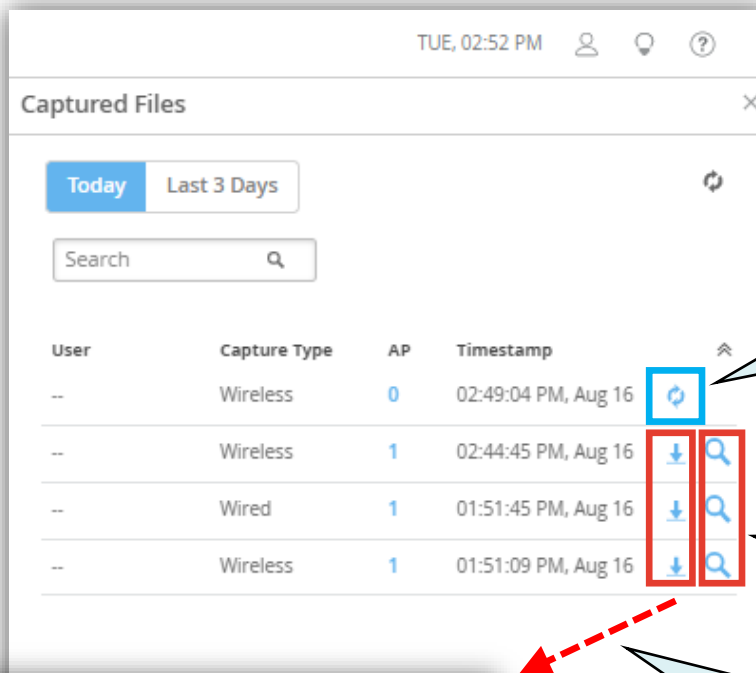 TUE, 02:52 PM
Captured Files
Today Last 3 Days
Search
User Capture Type AP Timestamp
-- Wireless 0 02:49:04 PM, Aug 16
-- Wireless 1 02:44:45 PM, Aug 16
-- Wired 1 01:51:45 PM, Aug 16
-- Wireless 1 01:51:09 PM, Aug 16